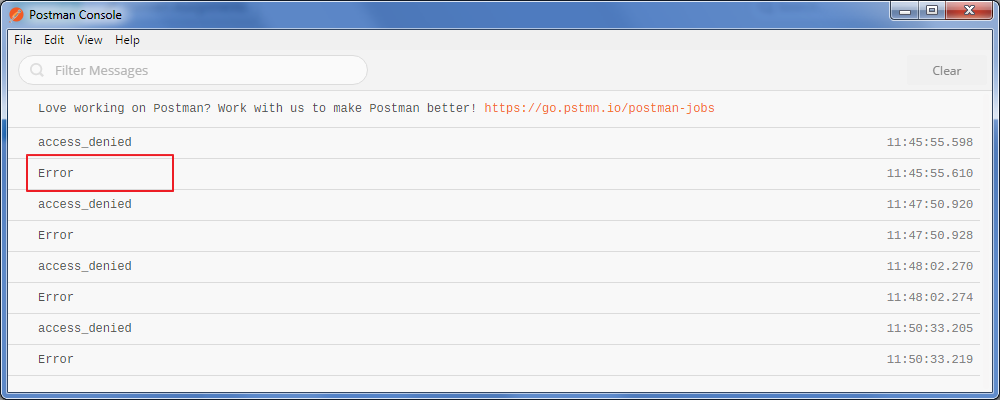 Postman Console
File Edit View Help
Filter Messages Clear
Love working on Postman? Work with us to make Postman better! https://go.pstmn.io/postman-jobs
access_denied 11:45:55.598
Error 11:45:55.610
access_denied 11:47:50.920
Error 11:47:50.928
access_denied 11:48:02.270
Error 11:48:02.274
access_denied 11:50:33.205
Error 11:50:33.219